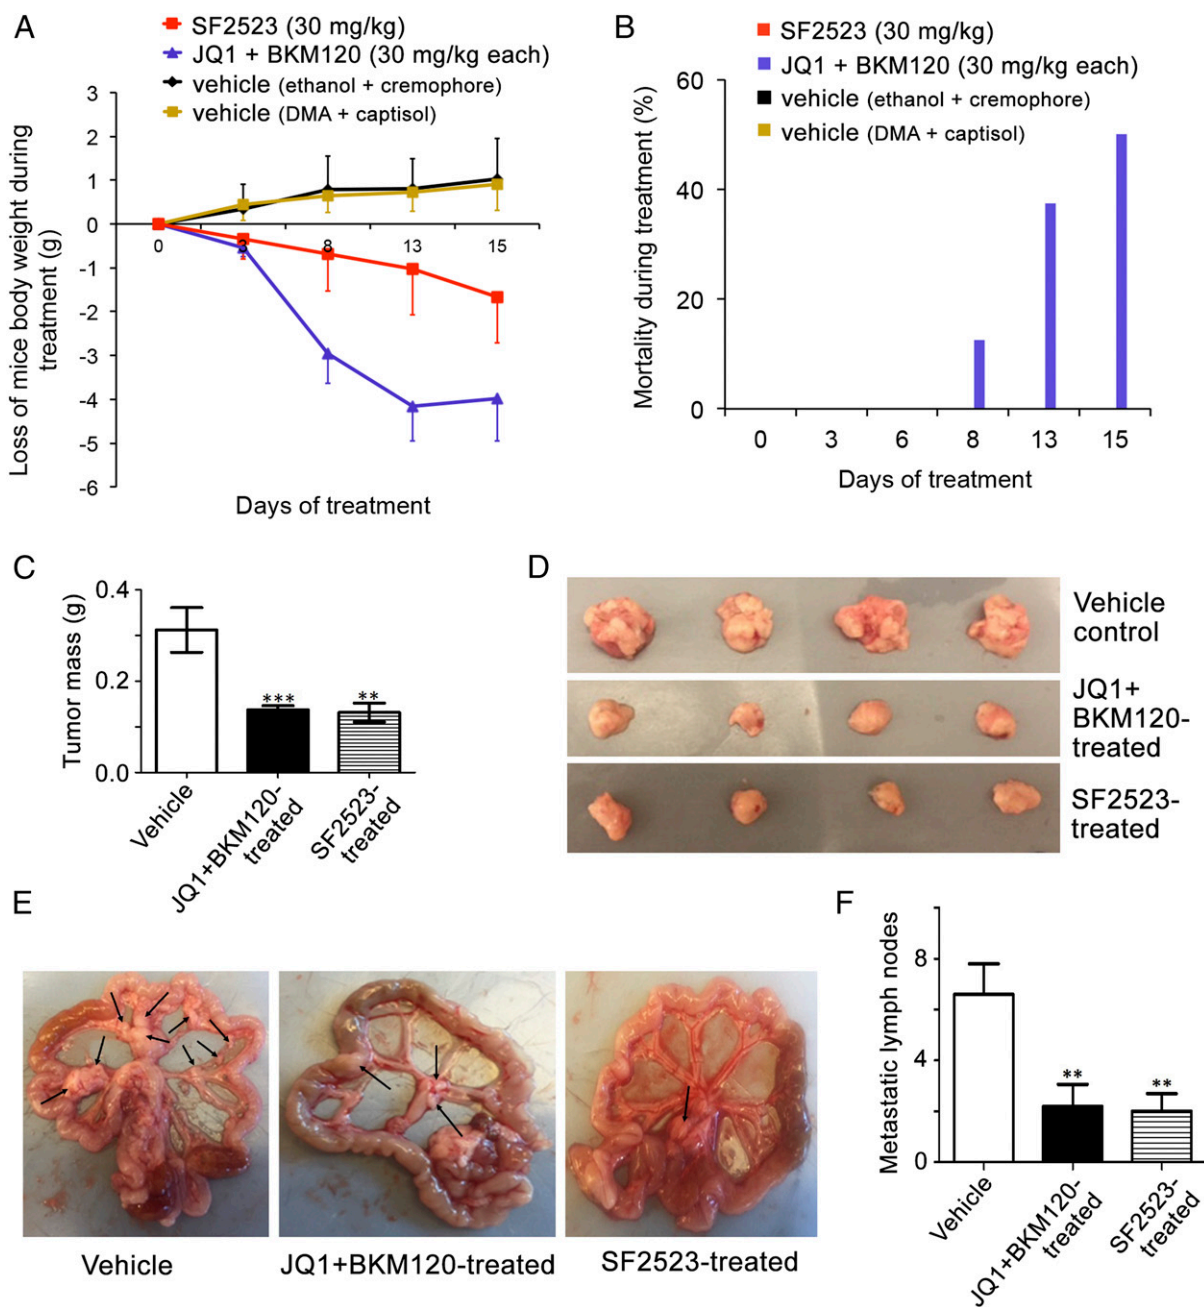 A
SF2523 (30 mg/kg)
JQ1 + BKM120 (30 mg/kg each)
vehicle (ethanol + cremophore)
vehicle (DMA + captisol)
Loss of mice body weight during
treatment (g)
3
2
1
0
-1
-2
-3
-4
-5
-6
0 3 8 13 15
Days of treatment
B
SF2523 (30 mg/kg)
JQ1 + BKM120 (30 mg/kg each)
vehicle (ethanol + cremophore)
vehicle (DMA + captisol)
Mortality during treatment (%)
60
40
20
0
0 3 6 8 13 15
Days of treatment
C
Tumor mass (g)
0.4
0.2
0.0
*** **
Vehicle
JQ1+BKM120-
treated
SF2523-
treated
D
Vehicle
control
JQ1+
BKM120-
treated
SF2523-
treated
E
Vehicle
JQ1+BKM120-treated
SF2523-treated
F
Metastatic lymph nodes
8
4
0
** **
Vehicle
JQ1+BKM120-
treated
SF2523-
treated